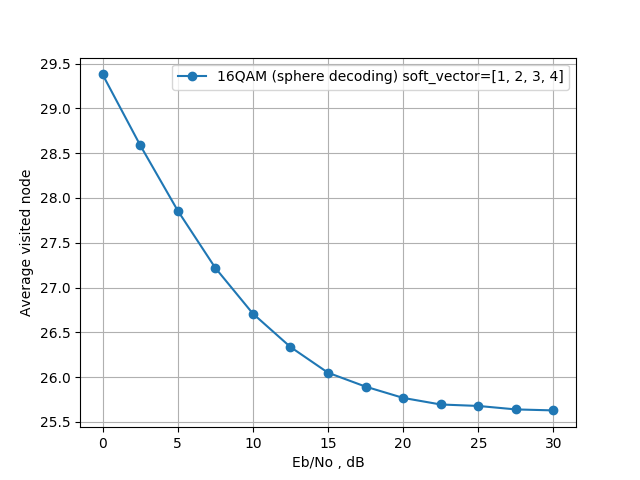 16QAM (sphere decoding) soft_vector=[1, 2, 3, 4]
29.5
29.0
28.5
28.0
27.5
27.0
26.5
26.0
25.5
Average visited node
0 5 10 15 20 25 30
Eb/No , dB